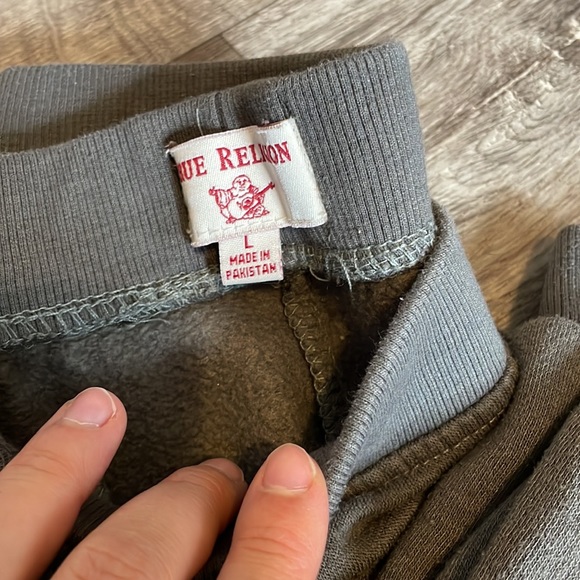 RUE RELIGION
L
MADE IN
PAKISTAN